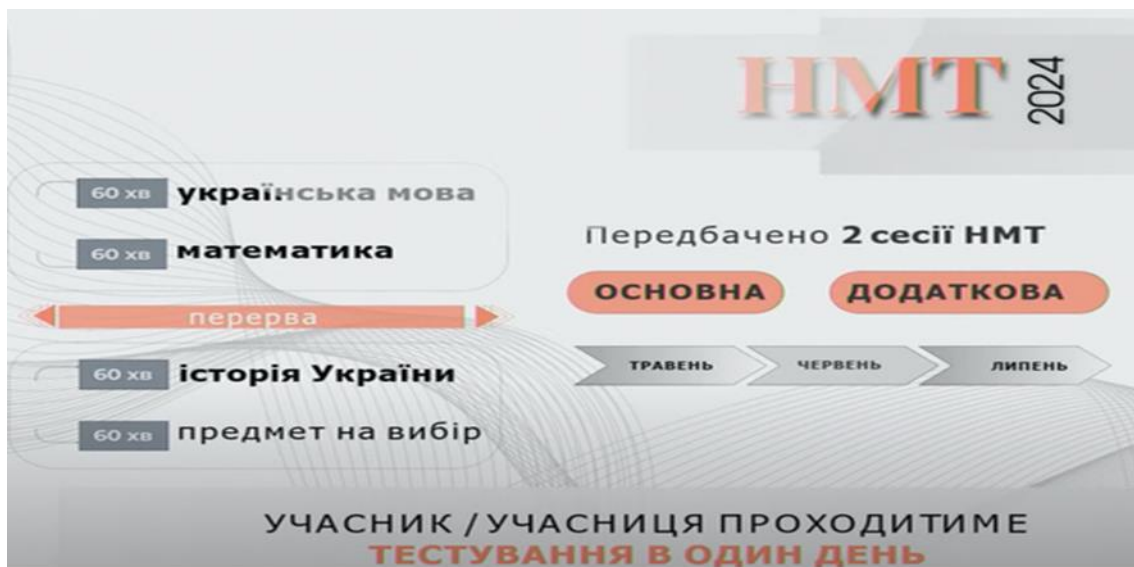 НМТ 2024
60 хв українська мова
60 хв математика
перерва
60 хв історія України
60 хв предмет на вибір
Передбачено 2 сесії НМТ
ОСНОВНА ДОДАТКОВА
ТРАВЕНЬ ЧЕРВЕНЬ ЛИПЕНЬ
УЧАСНИК / УЧАСНИЦЯ ПРОХОДИТИМЕ
ТЕСТУВАННЯ В ОДИН ДЕНЬ